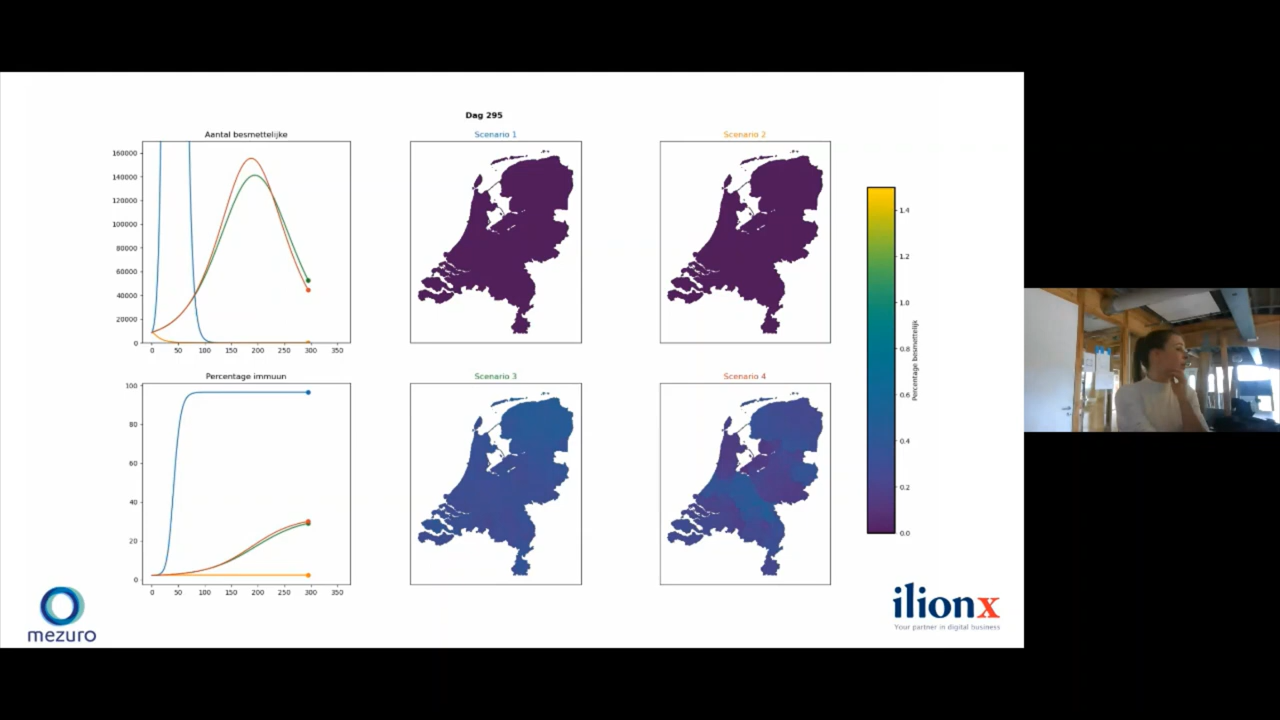 Dag 295
Aantal besmettelijke
160000
140000
120000
100000
80000
60000
40000
20000
0
0 50 100 150 200 250 300 350
Scenario 1
Scenario 2
Percentage immuun
100
80
60
40
20
0
0 50 100 150 200 250 300 350
Scenario 3
Scenario 4
1.4
1.2
1.0
0.8
0.6
0.4
0.2
0.0
Percentage besmettelijk
mezuro
ilionx
Your partner in digital business